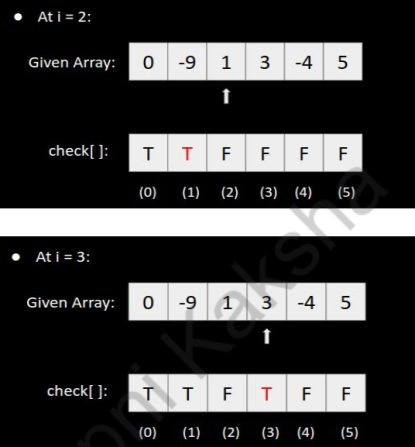 • At i = 2:
Given Array: 0 -9 1 3 -4 5
check[ ]: T T F F F F
(0) (1) (2) (3) (4) (5)
• At i = 3:
Given Array: 0 -9 1 3 -4 5
check[ ]: T T F T F F
(0) (1) (2) (3) (4) (5)